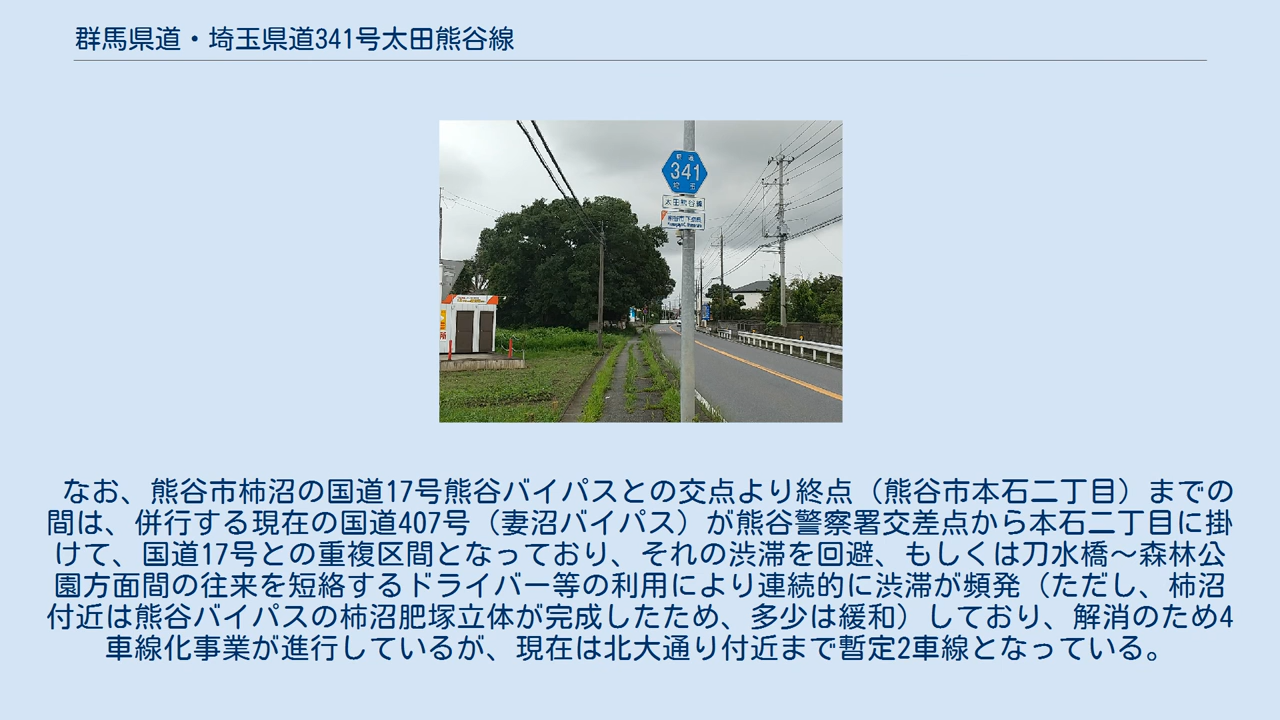 群馬県道・埼玉県道341号太田熊谷線
県道
341
埼玉
太田熊谷線
なお、熊谷市柿沼の国道17号熊谷バイパスとの交点より終点（熊谷市本石二丁目）までの
間は、併行する現在の国道407号（妻沼バイパス）が熊谷警察署交差点から本石二丁目に掛
けて、国道17号との重複区間となっており、それの渋滞を回避、もしくは刀水橋～森林公
園方面間の往来を短絡するドライバー等の利用により連続的に渋滞が頻発（ただし、柿沼
付近は熊谷バイパスの柿沼肥塚立体が完成したため、多少は緩和）しており、解消のため4
車線化事業が進行しているが、現在は北大通り付近まで暫定2車線となっている。